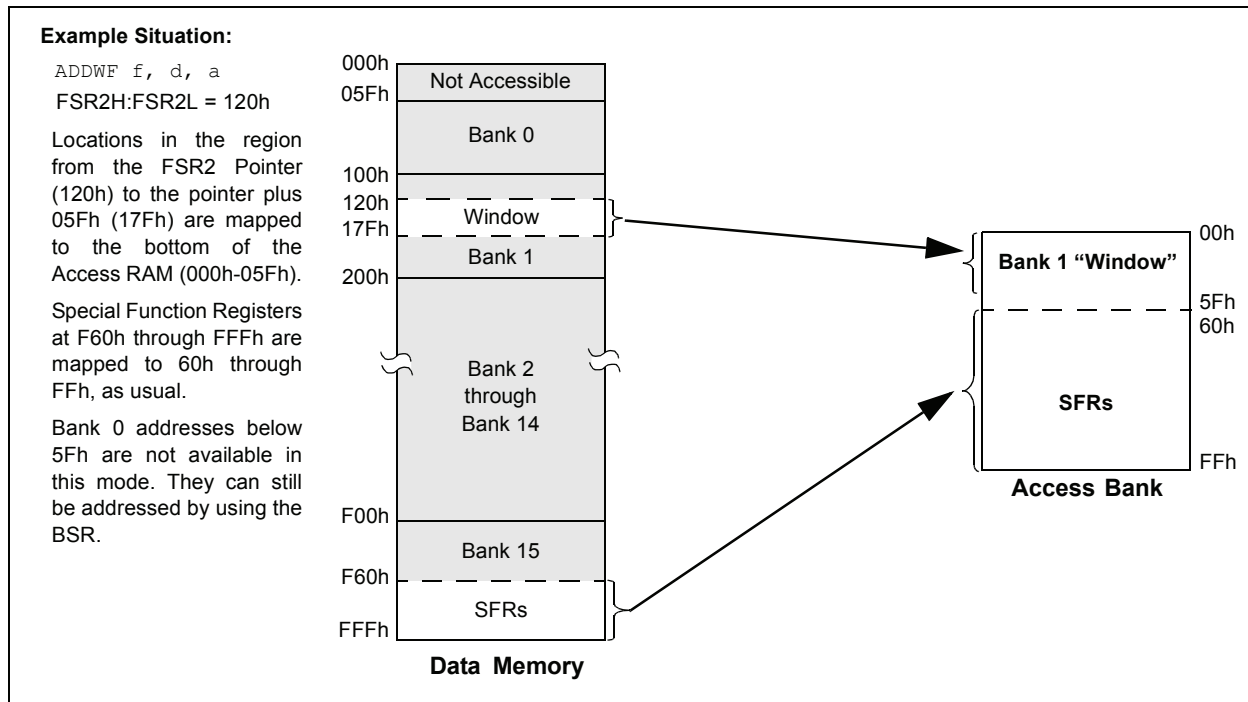 Example Situation:
ADDWF f, d, a
FSR2H:FSR2L = 120h
Locations in the region
from the FSR2 Pointer
(120h) to the pointer plus
05Fh (17Fh) are mapped
to the bottom of the
Access RAM (000h-05Fh).
Special Function Registers
at F60h through FFFh are
mapped to 60h through
FFh, as usual.
Bank 0 addresses below
5Fh are not available in
this mode. They can still
be addressed by using the
BSR.
000h
Not Accessible
05Fh
Bank 0
100h
120h
Window
17Fh
Bank 1
200h
Bank 2
through
Bank 14
F00h
Bank 15
F60h
SFRs
FFFh
Data Memory
00h
Bank 1 “Window”
5Fh
60h
SFRs
FFh
Access Bank